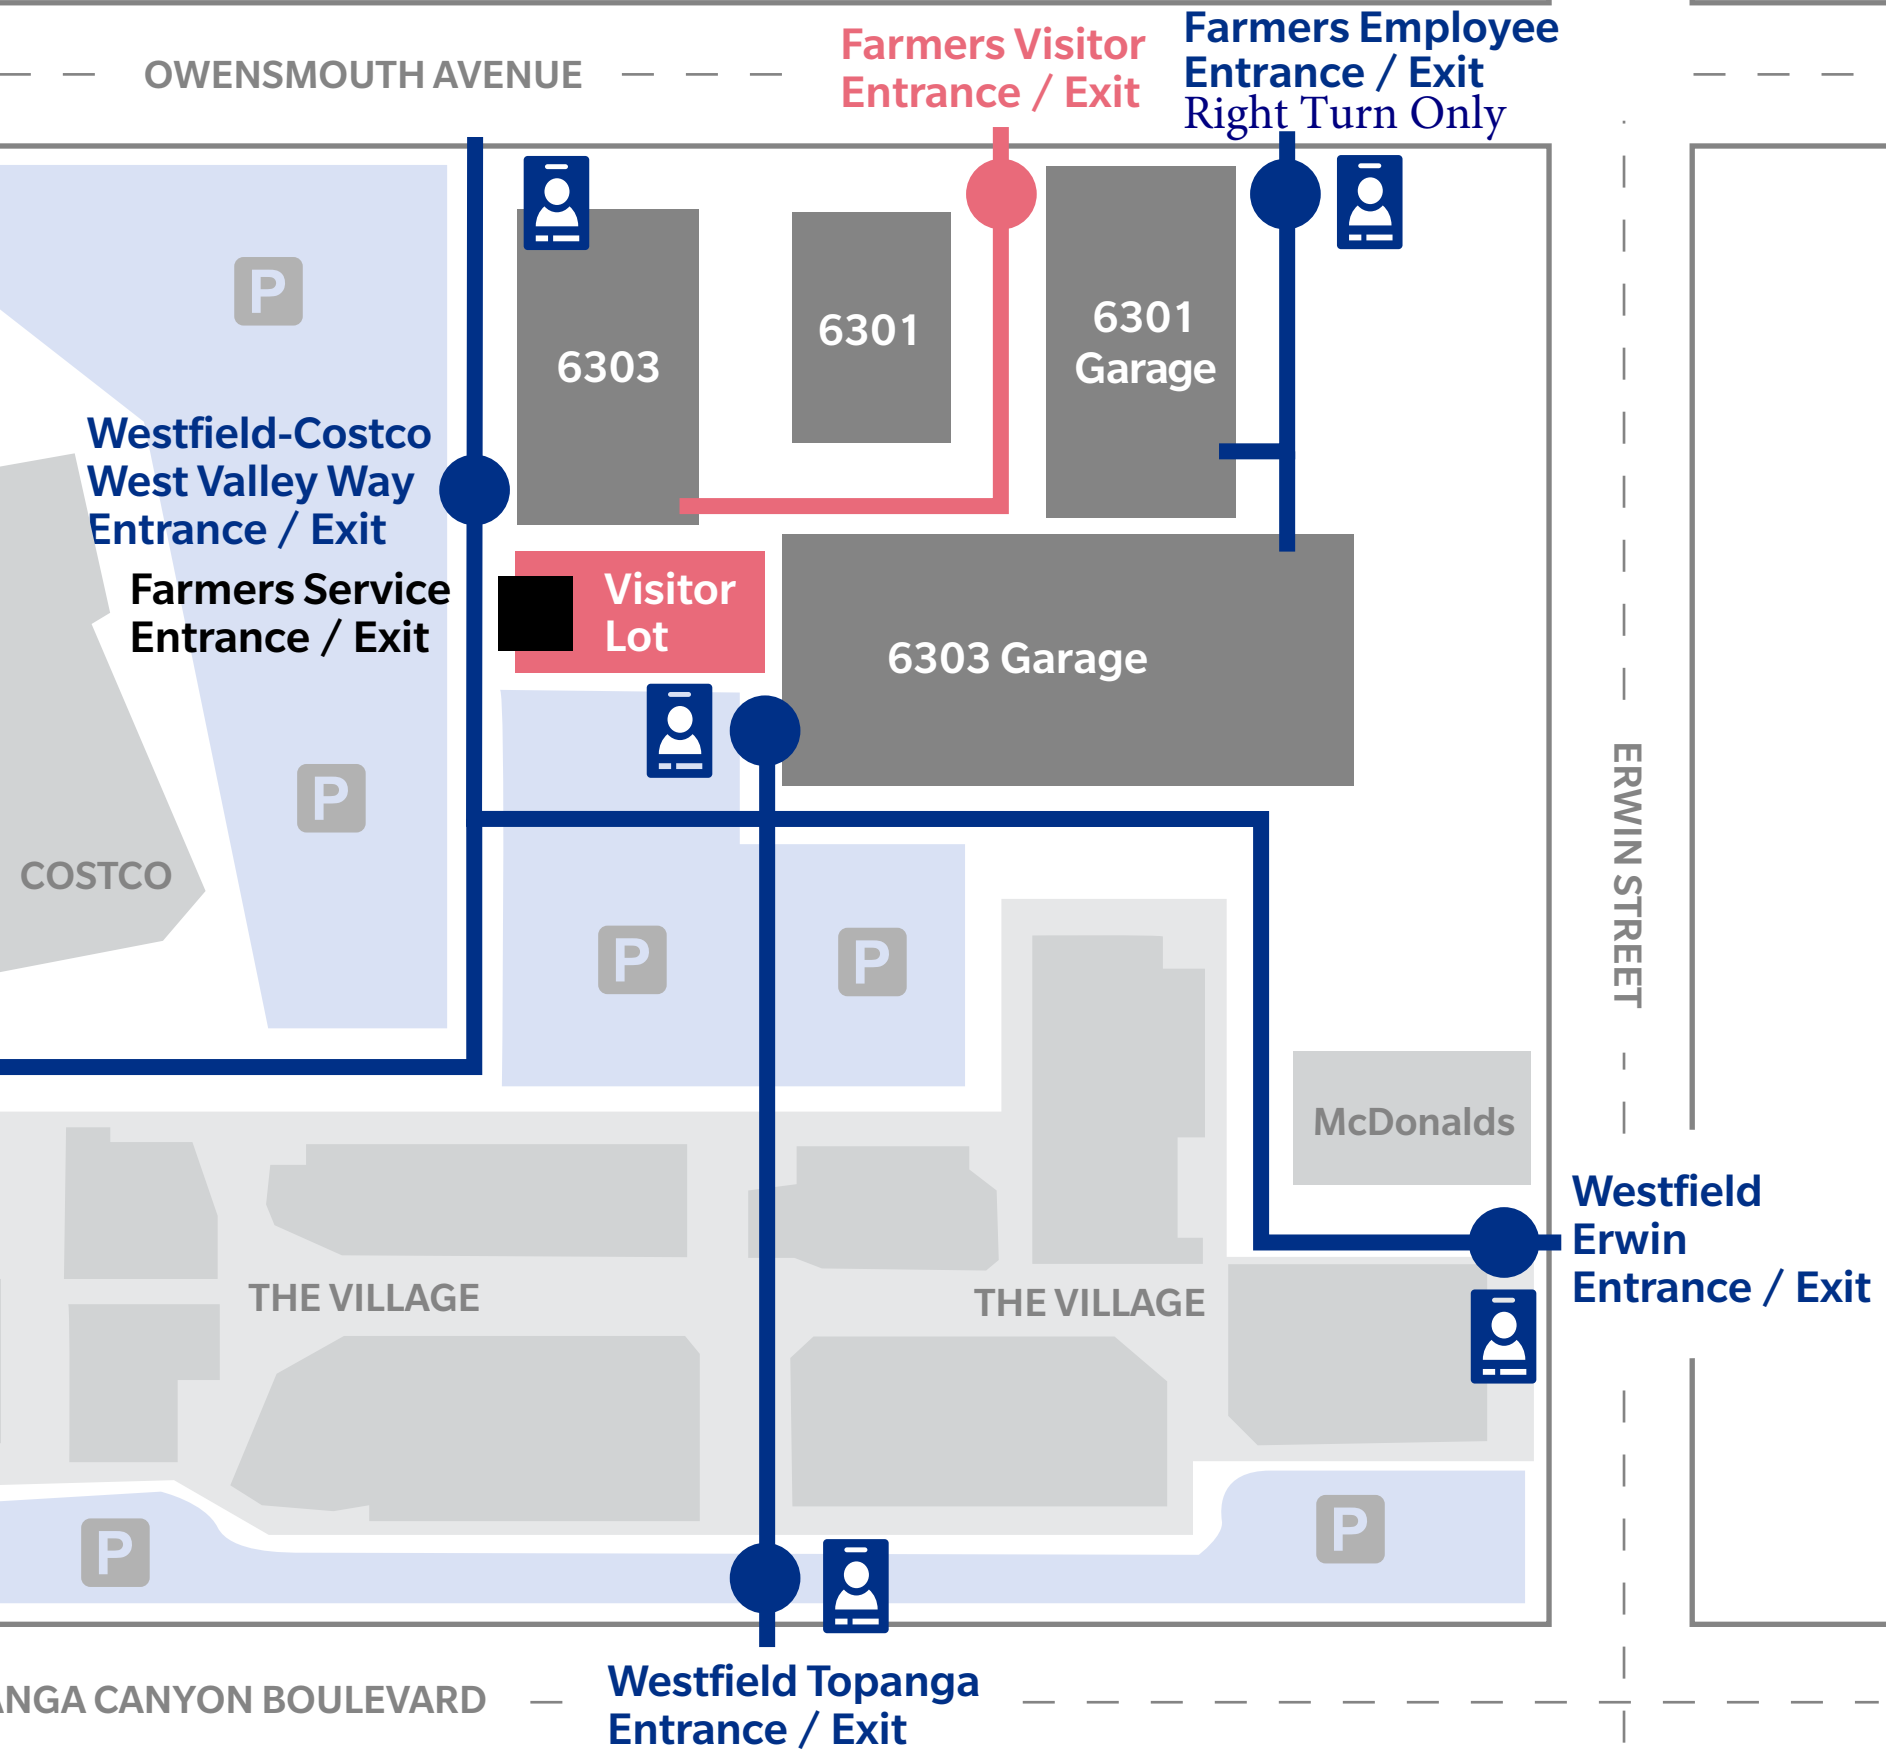 OWENSMOUTH AVENUE
Farmers Visitor
Entrance / Exit
Farmers Employee
Entrance / Exit
Right Turn Only
P
6303
6301
6301
Garage
Westfield-Costco
West Valley Way
Entrance / Exit
Farmers Service
Entrance / Exit
Visitor
Lot
6303 Garage
P
COSTCO
ERWIN STREET
P
P
McDonalds
Westfield
Erwin
Entrance / Exit
THE VILLAGE
THE VILLAGE
P
P
ANGA CANYON BOULEVARD
Westfield Topanga
Entrance / Exit